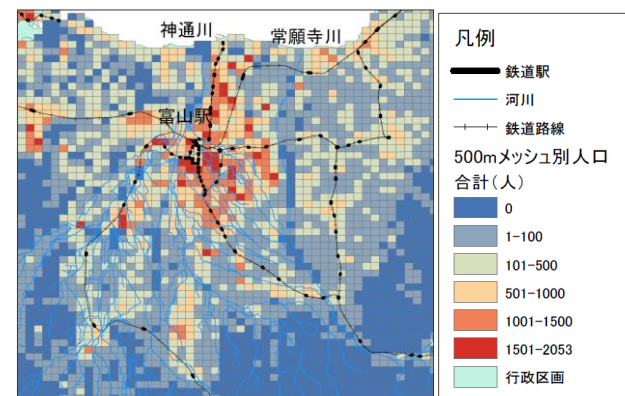 神通川
常願寺川
富山駅
凡例
鉄道駅
河川
鉄道路線
500mメッシュ別人口
合計(人)
0
1-100
101-500
501-1000
1001-1500
1501-2053
行政区画